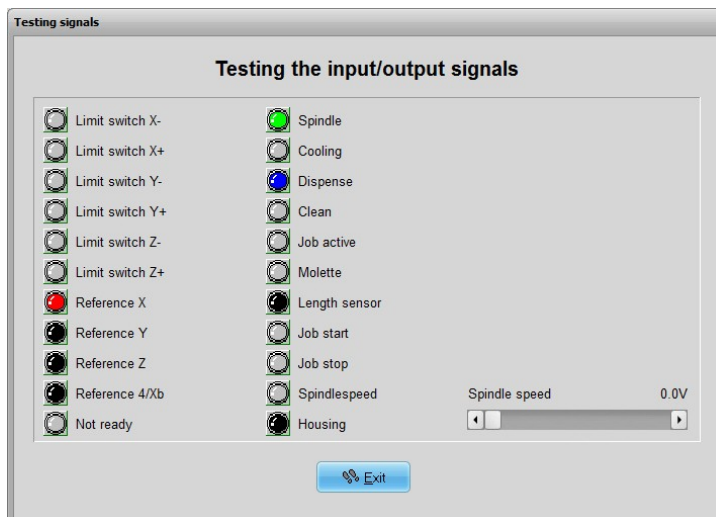 Testing signals
Testing the input/output signals
Limit switch X-
Limit switch X+
Limit switch Y-
Limit switch Y+
Limit switch Z-
Limit switch Z+
Reference X
Reference Y
Reference Z
Reference 4/Xb
Not ready
Spindle
Cooling
Dispense
Clean
Job active
Molette
Length sensor
Job start
Job stop
Spindlespeed
Housing
Spindle speed 0.0V
Exit